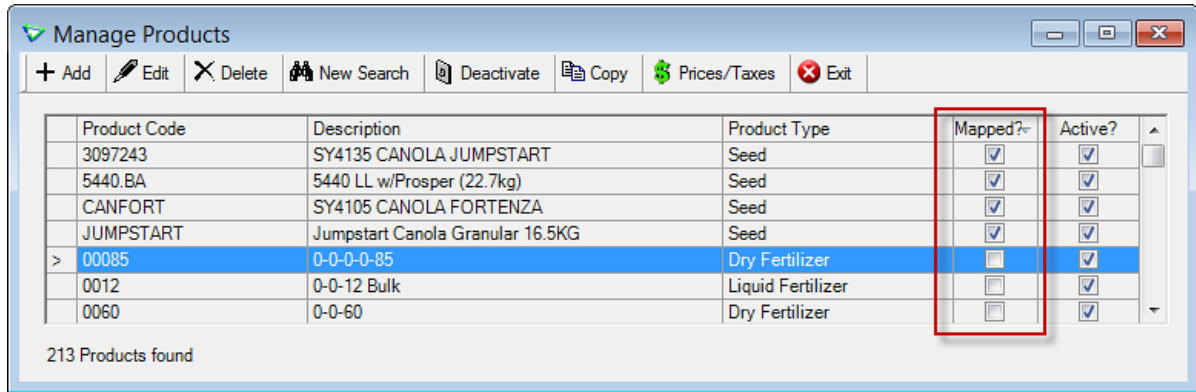 Manage Products
Add Edit Delete New Search Deactivate Copy Prices/Taxes Exit
Product Code Description Product Type Mapped? Active?
3097243 SY4135 CANOLA JUMPSTART Seed
5440.BA 5440 LL w/Prosper (22.7kg) Seed
CANFORT SY4105 CANOLA FORTENZA Seed
JUMPSTART Jumpstart Canola Granular 16.5KG Seed
> 00085 0-0-0-0-85 Dry Fertilizer
0012 0-0-12 Bulk Liquid Fertilizer
0060 0-0-60 Dry Fertilizer
213 Products found